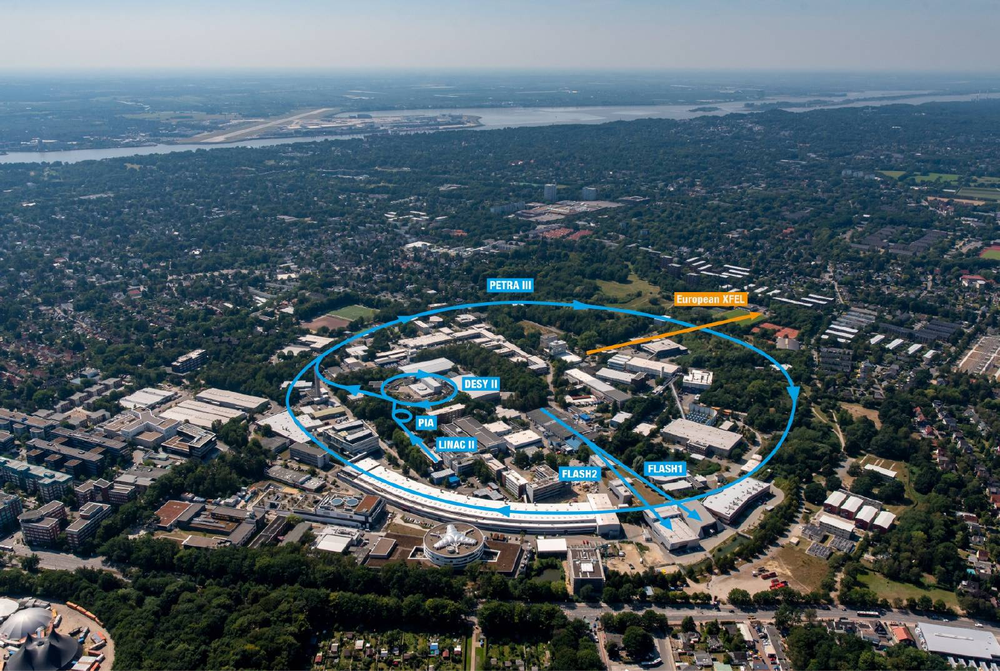 PETRA III
European XFEL
DESY II
PIA
LINAC II
FLASH2
FLASH1